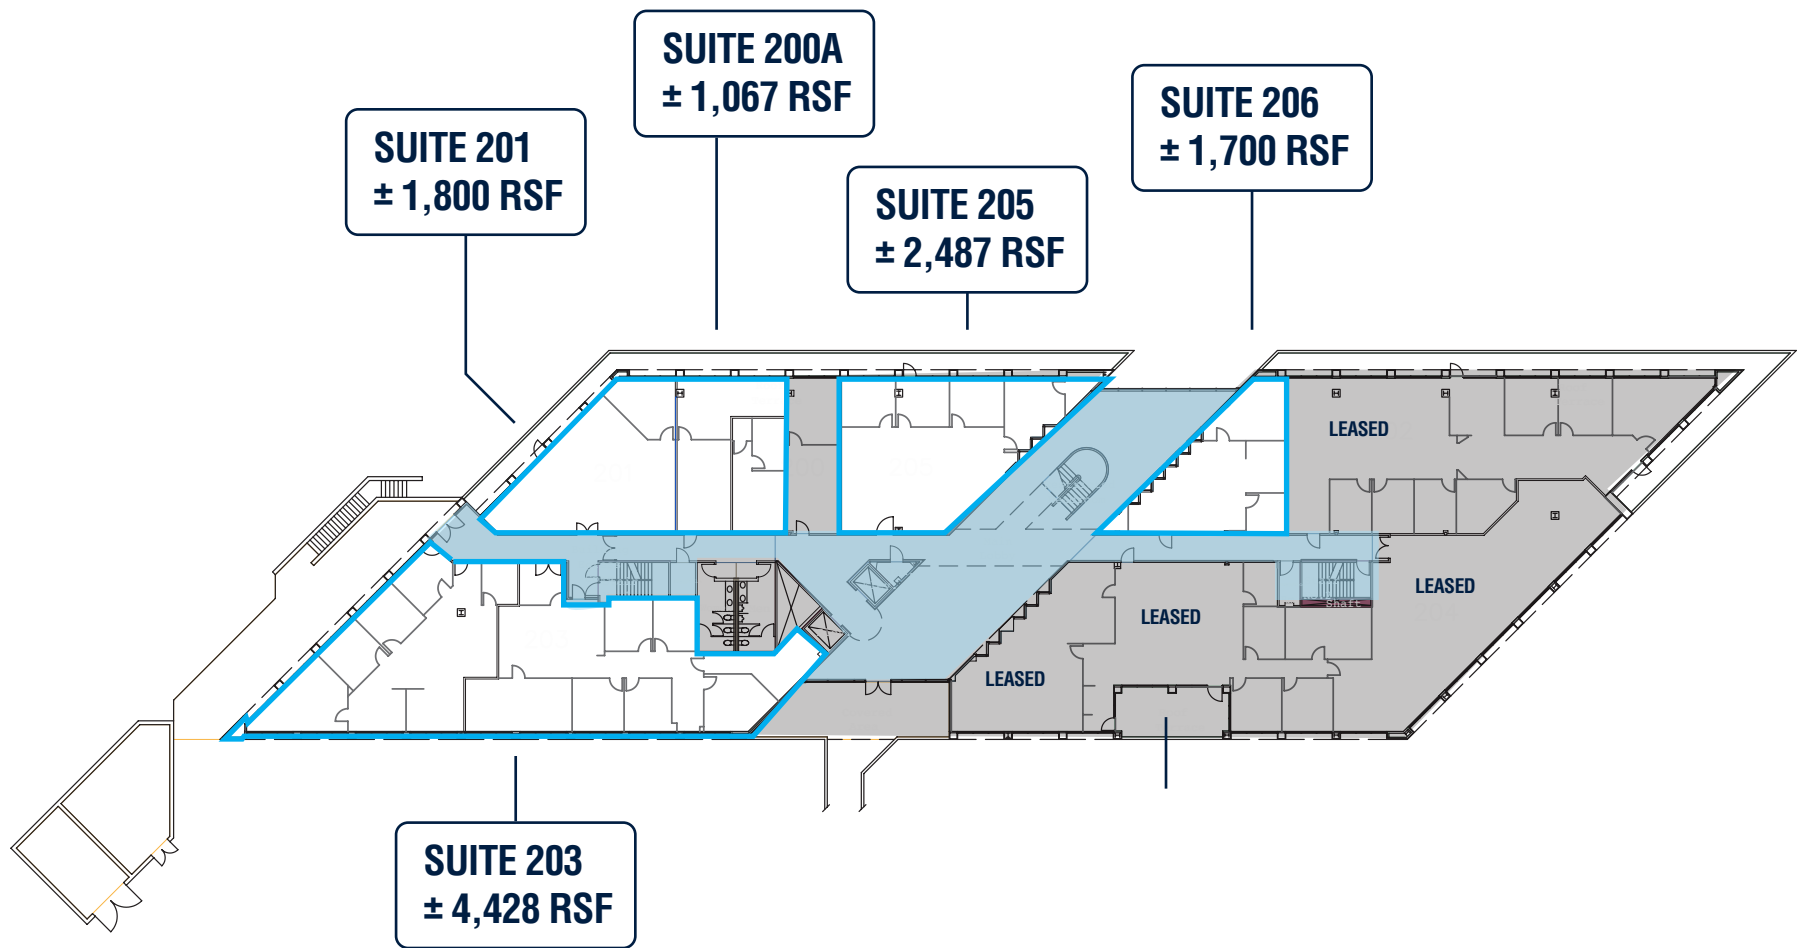 SUITE 200A
± 1,067 RSF
SUITE 206
± 1,700 RSF
SUITE 201
± 1,800 RSF
SUITE 205
± 2,487 RSF
LEASED
LEASED
Shaft
LEASED
LEASED
SUITE 203
± 4,428 RSF